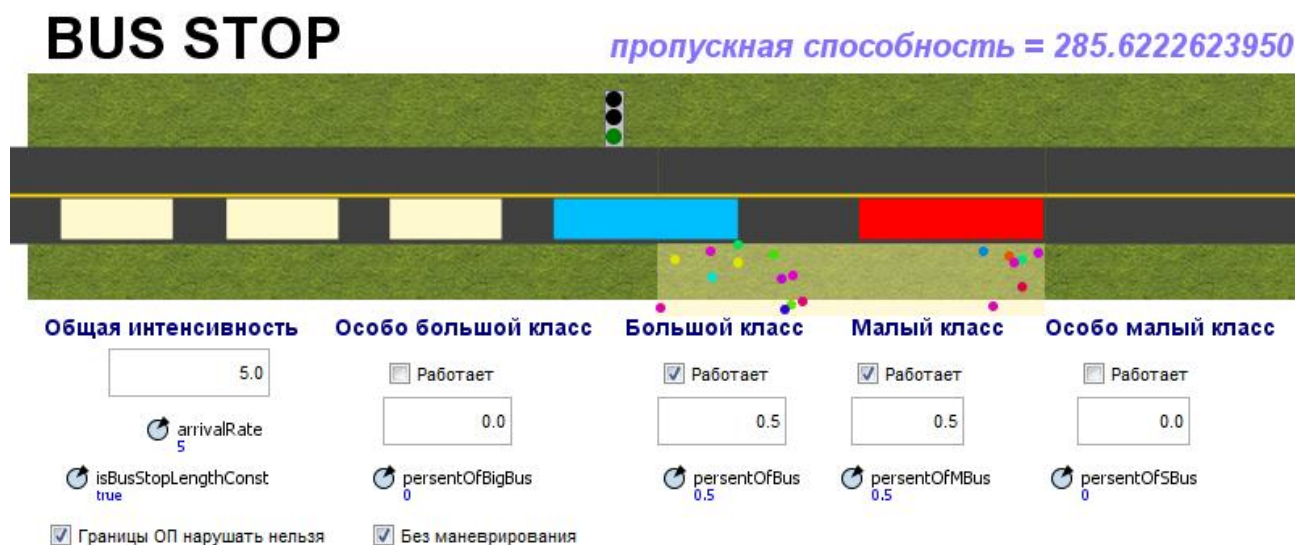 BUS STOP
пропускная способность = 285.6222623950
Общая интенсивность Особо большой класс Большой класс Малый класс Особо малый класс
5.0 Работает Работает Работает Работает
0.0 0.5 0.5 0.0
arrivalRate
5
isBusStopLengthConst persentOfBigBus persentOfBus persentOfMBus persentOfSBus
true 0 0.5 0.5 0
Границы ОП нарушать нельзя Без маневрирования